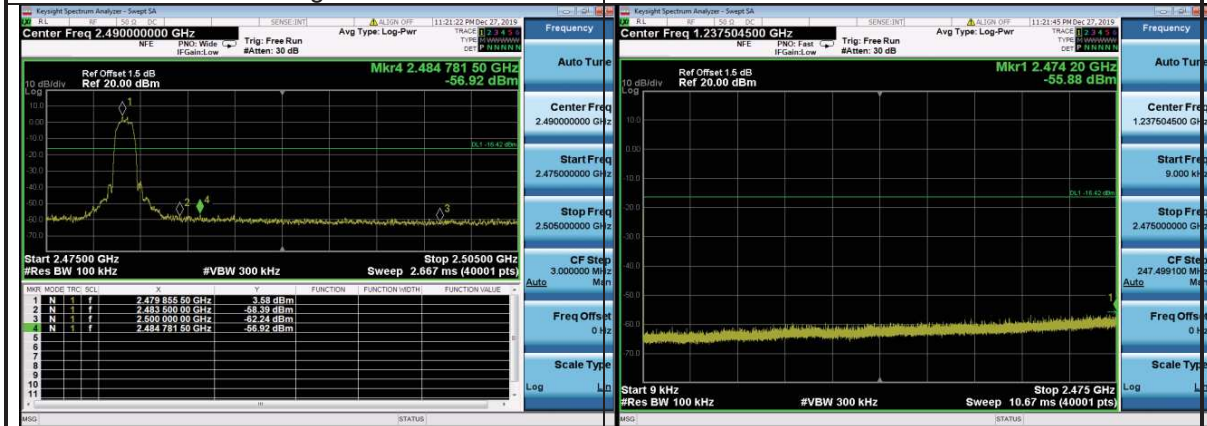 Keysight Spectrum Analyzer - Swept SA
RL RF 50 Ω DC SENSE:INT ALIGN OFF 11:21:22 PM Dec 27, 2019
Center Freq 2.490000000 GHz Avg Type: Log-Pwr TRACE 1 2 3 4 5 6
NFE PNO: Wide Trig: Free Run TYPE M WWWWW
IFGain:Low #Atten: 30 dB DET P NNNNN
Ref Offset 1.5 dB Mkr4 2.484 781 50 GHz
10 dB/div Ref 20.00 dBm -56.92 dBm
Log
10.0
0.00
-10.0
-20.0
-30.0
-40.0
-50.0
-60.0
-70.0
1
DL1 -16.42 dBm
2
4
3
Start 2.47500 GHz Stop 2.50500 GHz
#Res BW 100 kHz #VBW 300 kHz Sweep 2.667 ms (40001 pts)
MKR MODE TRC SCL X Y FUNCTION FUNCTION WIDTH FUNCTION VALUE
1 N 1 f 2.479 855 50 GHz 3.58 dBm
2 N 1 f 2.483 500 00 GHz -58.39 dBm
3 N 1 f 2.500 000 00 GHz -62.24 dBm
4 N 1 f 2.484 781 50 GHz -56.92 dBm
5
6
7
8
9
10
11
MSG STATUS
Frequency
Auto Tune
Center Freq
2.490000000 GHz
Start Freq
2.475000000 GHz
Stop Freq
2.505000000 GHz
CF Step
3.000000 MHz
Auto Man
Freq Offset
0 Hz
Scale Type
Log Lin
Keysight Spectrum Analyzer - Swept SA
RL RF 50 Ω DC SENSE:INT ALIGN OFF 11:21:45 PM Dec 27, 2019
Center Freq 1.237504500 GHz Avg Type: Log-Pwr TRACE 1 2 3 4 5 6
NFE PNO: Fast Trig: Free Run TYPE M WWWWW
IFGain:Low #Atten: 30 dB DET P NNNNN
Ref Offset 1.5 dB Mkr1 2.474 20 GHz
10 dB/div Ref 20.00 dBm -55.88 dBm
Log
10.0
0.00
-10.0
-20.0
-30.0
-40.0
-50.0
-60.0
-70.0
DL1 -16.42 dBm
1
Start 9 kHz Stop 2.475 GHz
#Res BW 100 kHz #VBW 300 kHz Sweep 10.67 ms (40001 pts)
MSG STATUS
Frequency
Auto Tune
Center Freq
1.237504500 GHz
Start Freq
9.000 kHz
Stop Freq
2.475000000 GHz
CF Step
247.499100 MHz
Auto Man
Freq Offset
0 Hz
Scale Type
Log